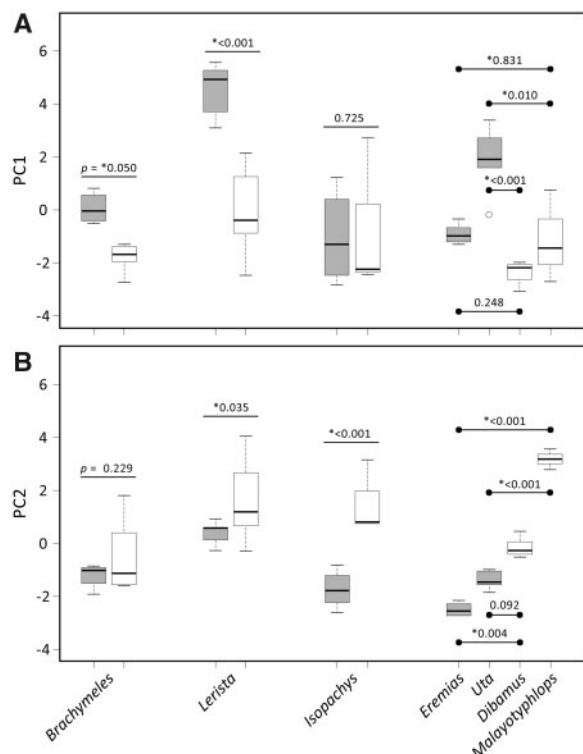 A
6
4
2
0
-2
-4
PC1
p = *0.050
*<0.001
0.725
*0.831
*0.010
*<0.001
0.248
B
6
4
2
0
-2
-4
PC2
p = 0.229
*0.035
*<0.001
*<0.001
*<0.001
0.092
*0.004
Brachymeles
Lerista
Isopachys
Eremias
Uta
Dibamus
Malayotyphlops